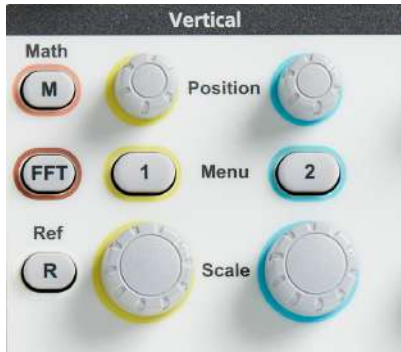 Vertical
Math
M
Position
FFT
1
Menu
2
Ref
R
Scale